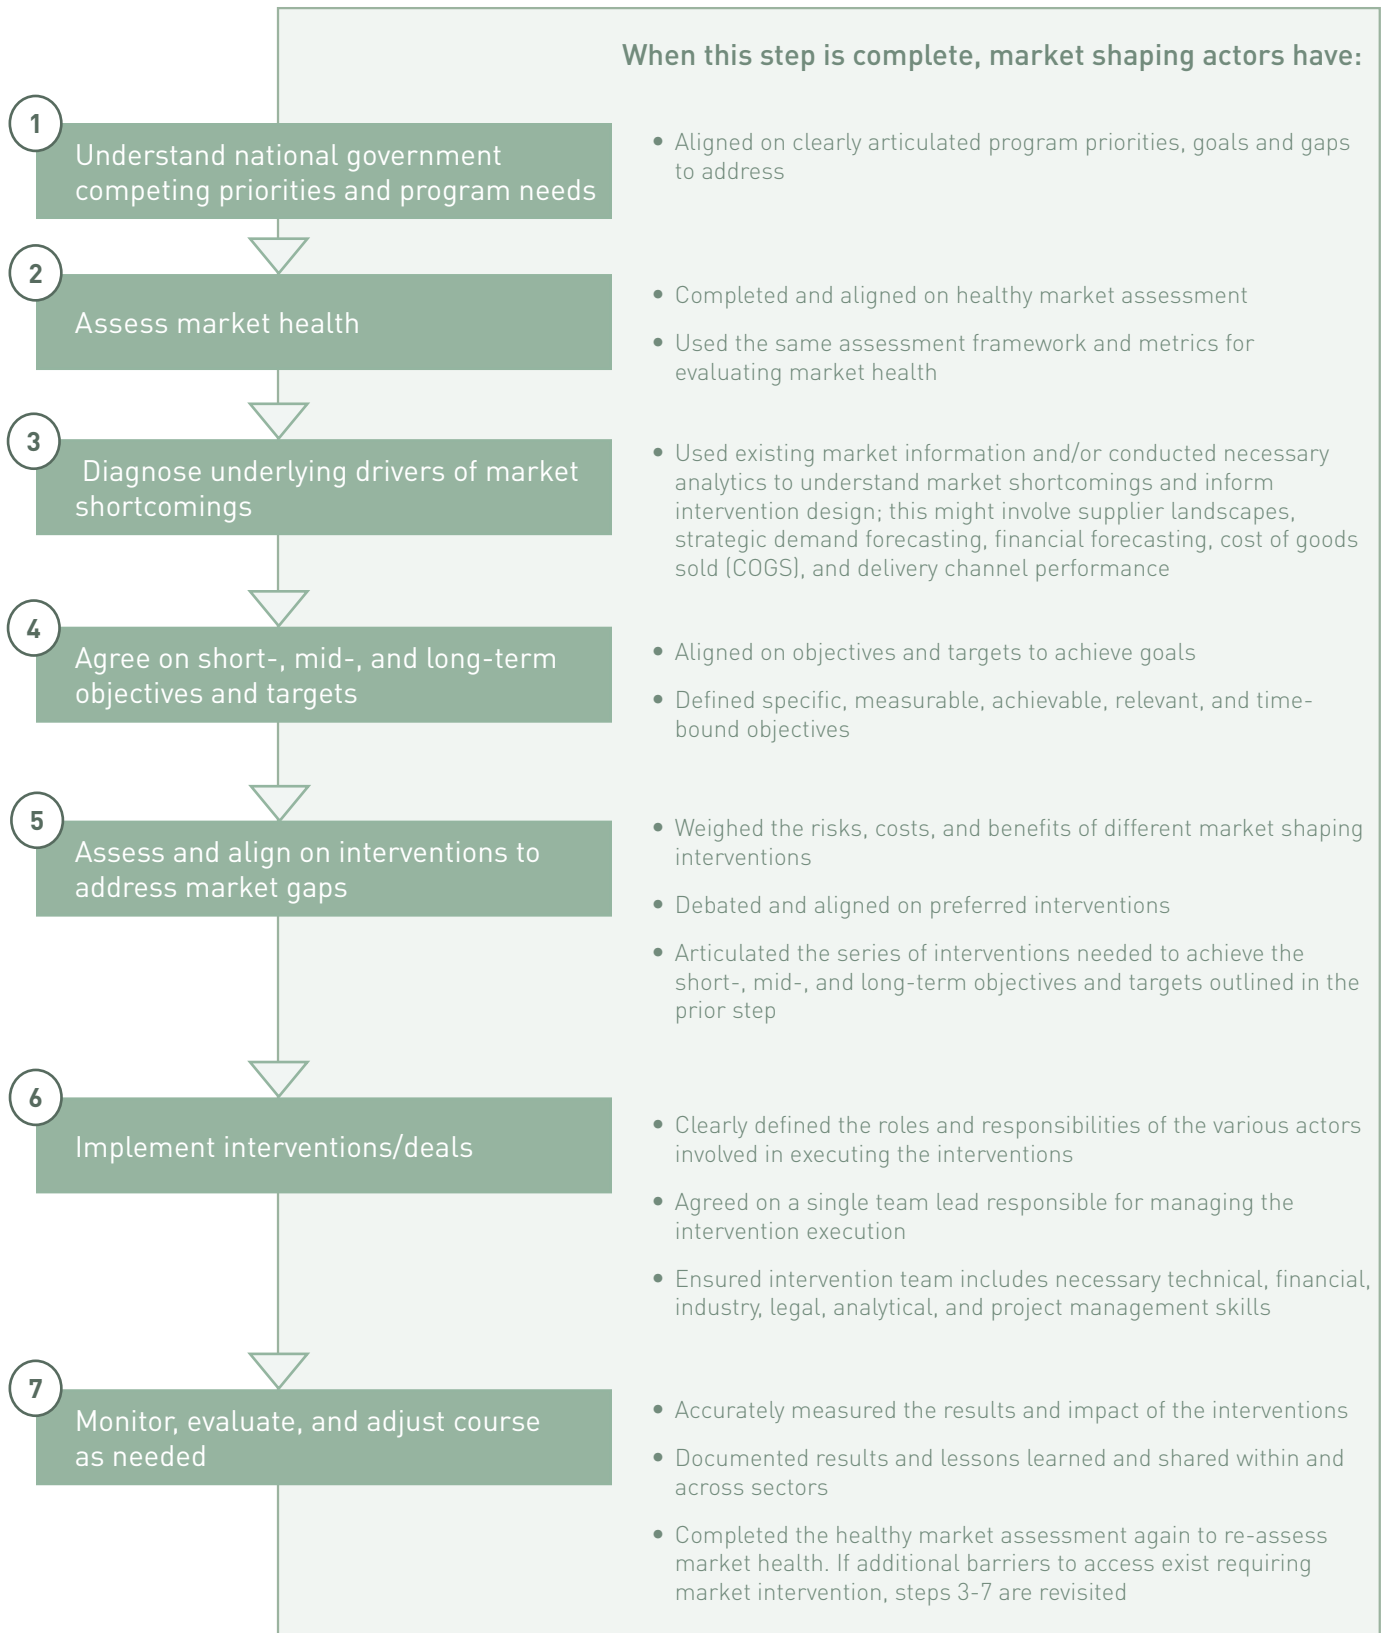 When this step is complete, market shaping actors have:
1
Understand national government
competing priorities and program needs
• Aligned on clearly articulated program priorities, goals and gaps
to address
2
Assess market health
• Completed and aligned on healthy market assessment
• Used the same assessment framework and metrics for
evaluating market health
3
Diagnose underlying drivers of market
shortcomings
• Used existing market information and/or conducted necessary
analytics to understand market shortcomings and inform
intervention design; this might involve supplier landscapes,
strategic demand forecasting, financial forecasting, cost of goods
sold (COGS), and delivery channel performance
4
Agree on short-, mid-, and long-term
objectives and targets
• Aligned on objectives and targets to achieve goals
• Defined specific, measurable, achievable, relevant, and time-
bound objectives
5
Assess and align on interventions to
address market gaps
• Weighed the risks, costs, and benefits of different market shaping
interventions
• Debated and aligned on preferred interventions
• Articulated the series of interventions needed to achieve the
short-, mid-, and long-term objectives and targets outlined in the
prior step
6
Implement interventions/deals
• Clearly defined the roles and responsibilities of the various actors
involved in executing the interventions
• Agreed on a single team lead responsible for managing the
intervention execution
• Ensured intervention team includes necessary technical, financial,
industry, legal, analytical, and project management skills
7
Monitor, evaluate, and adjust course
as needed
• Accurately measured the results and impact of the interventions
• Documented results and lessons learned and shared within and
across sectors
• Completed the healthy market assessment again to re-assess
market health. If additional barriers to access exist requiring
market intervention, steps 3-7 are revisited